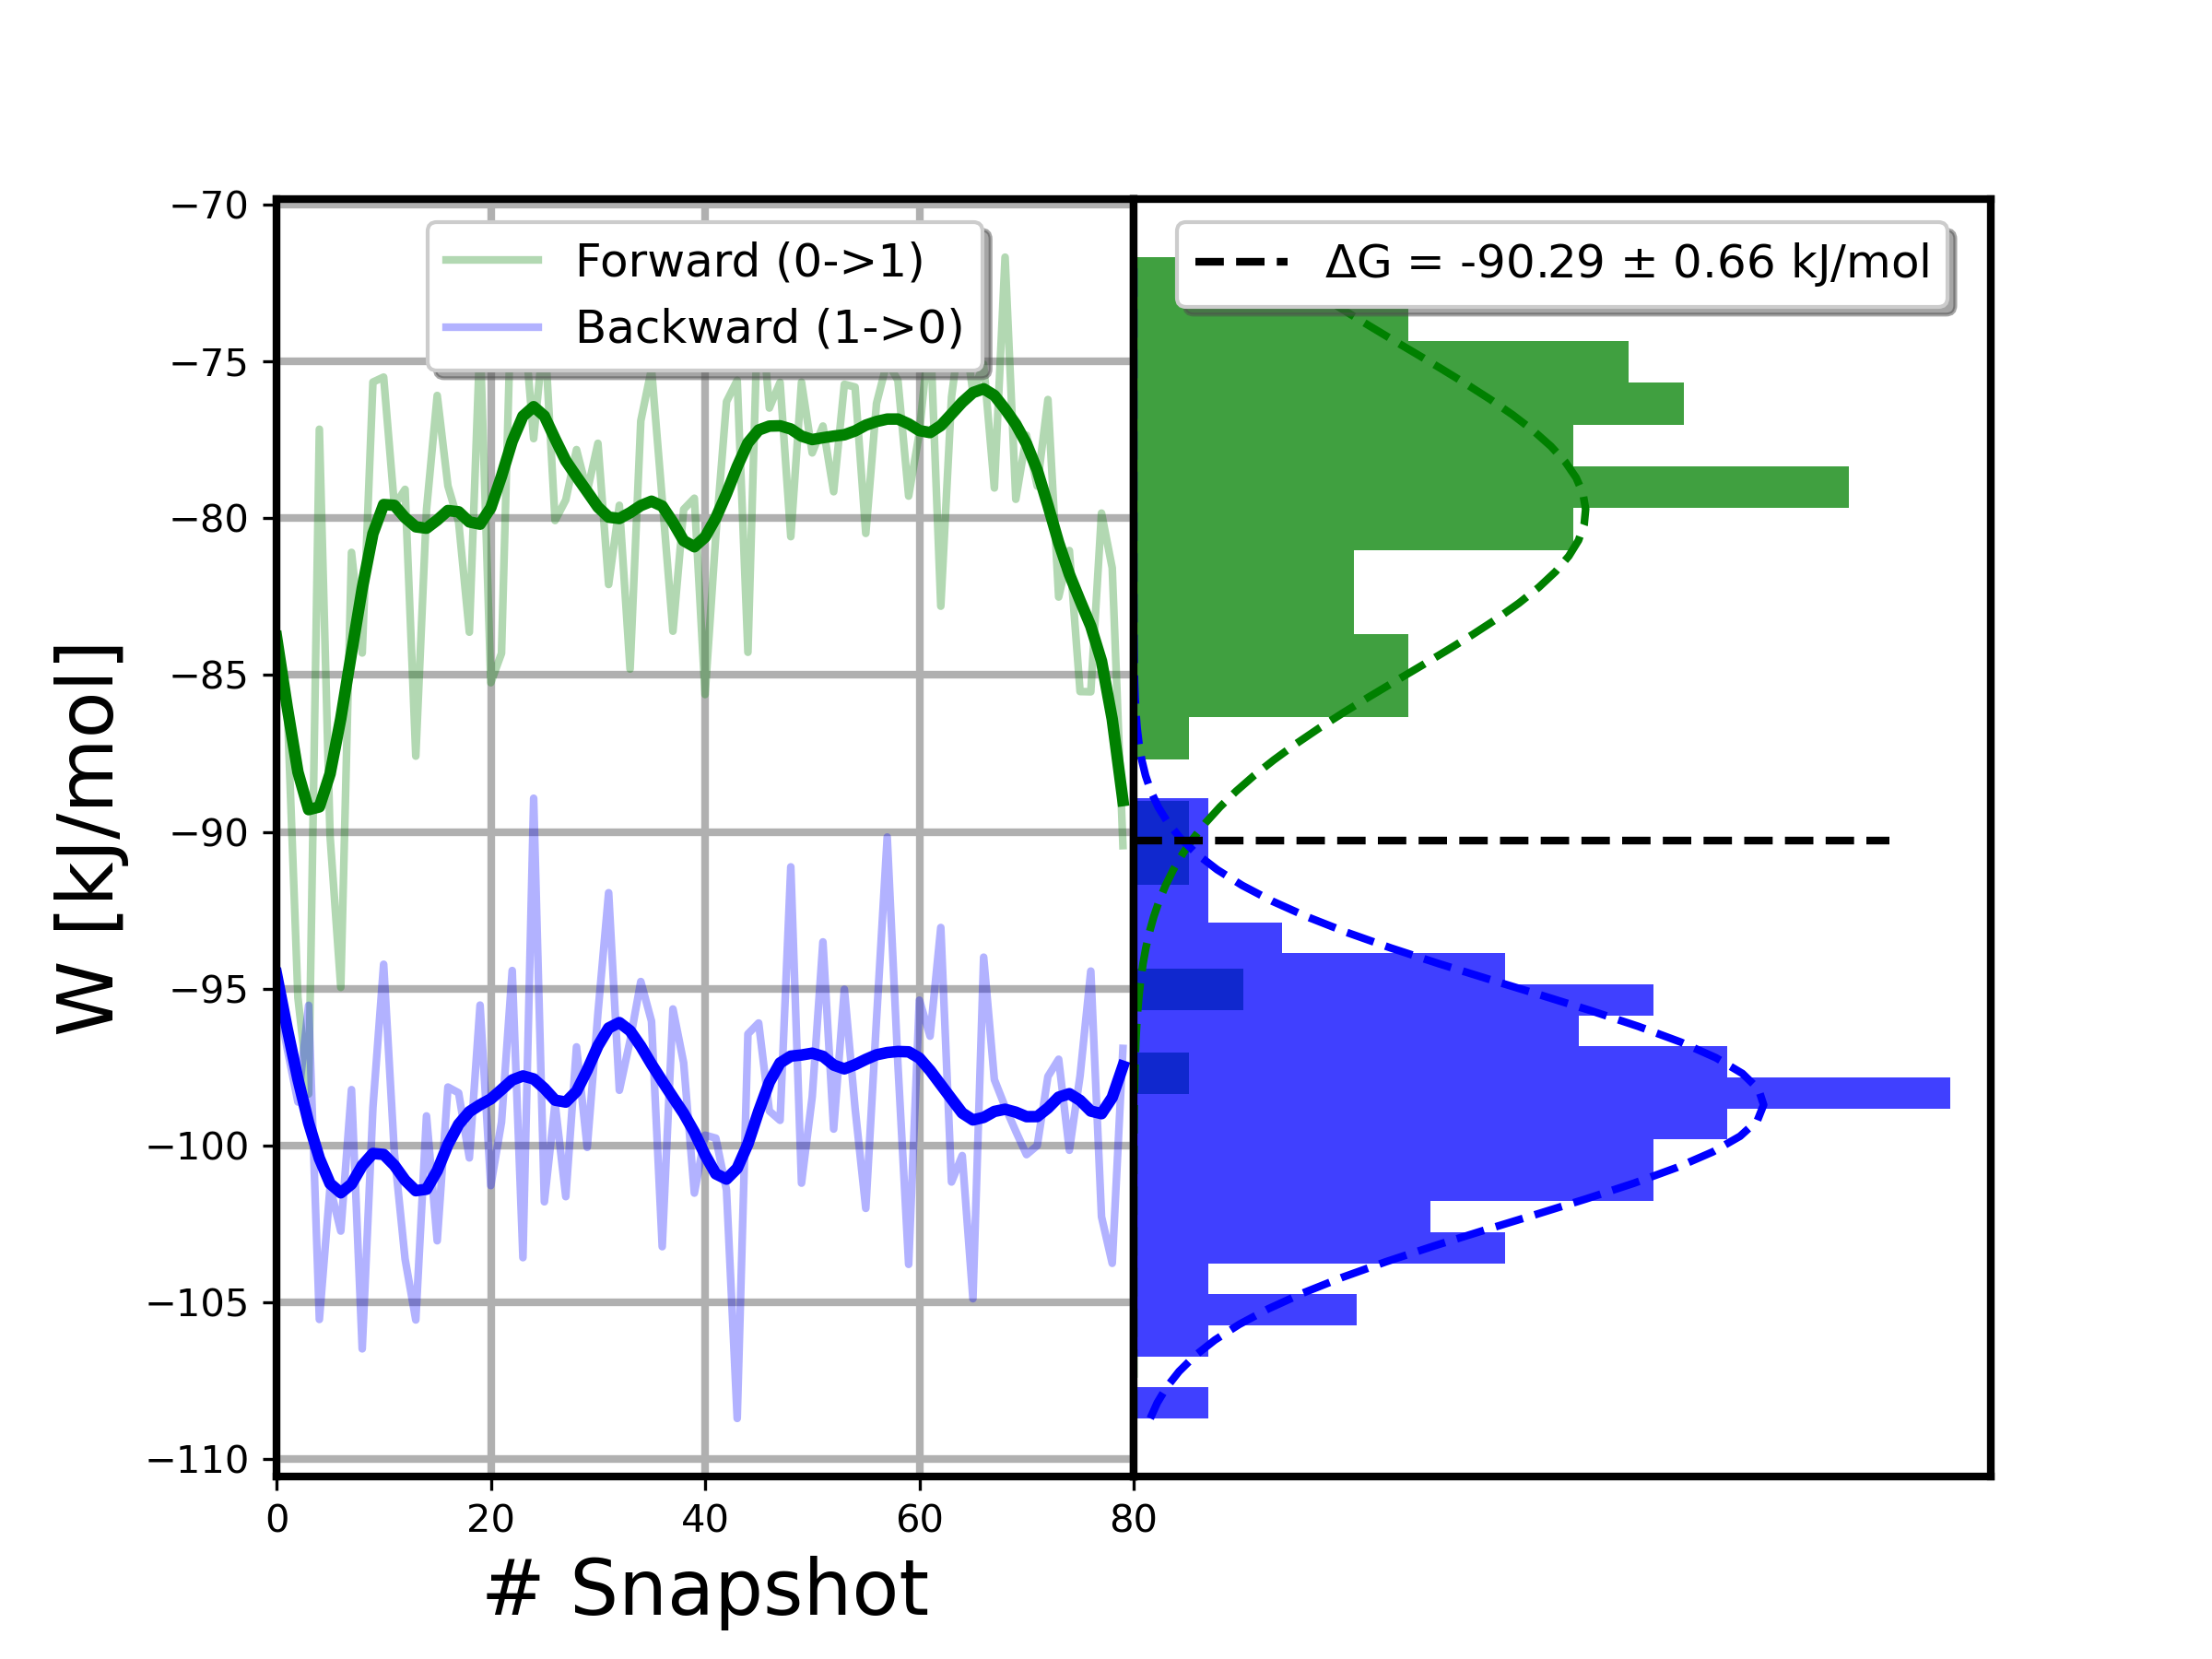 Forward (0->1)
Backward (1->0)
ΔG = -90.29 ± 0.66 kJ/mol
W [kJ/mol]
−70
−75
−80
−85
−90
−95
−100
−105
−110
0 20 40 60 80
# Snapshot